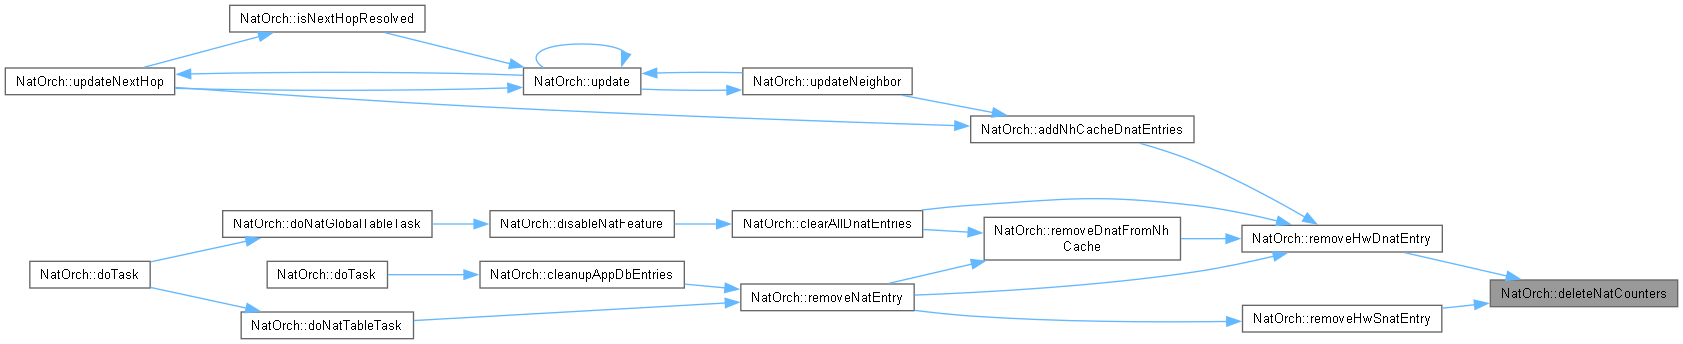 NatOrch::isNextHopResolved
NatOrch::updateNextHop
NatOrch::update
NatOrch::updateNeighbor
NatOrch::addNhCacheDnatEntries
NatOrch::doNatGlobalTableTask
NatOrch::disableNatFeature
NatOrch::clearAllDnatEntries
NatOrch::removeDnatFromNh
Cache
NatOrch::removeHwDnatEntry
NatOrch::doTask
NatOrch::doTask
NatOrch::cleanupAppDbEntries
NatOrch::removeNatEntry
NatOrch::deleteNatCounters
NatOrch::doNatTableTask
NatOrch::removeHwSnatEntry